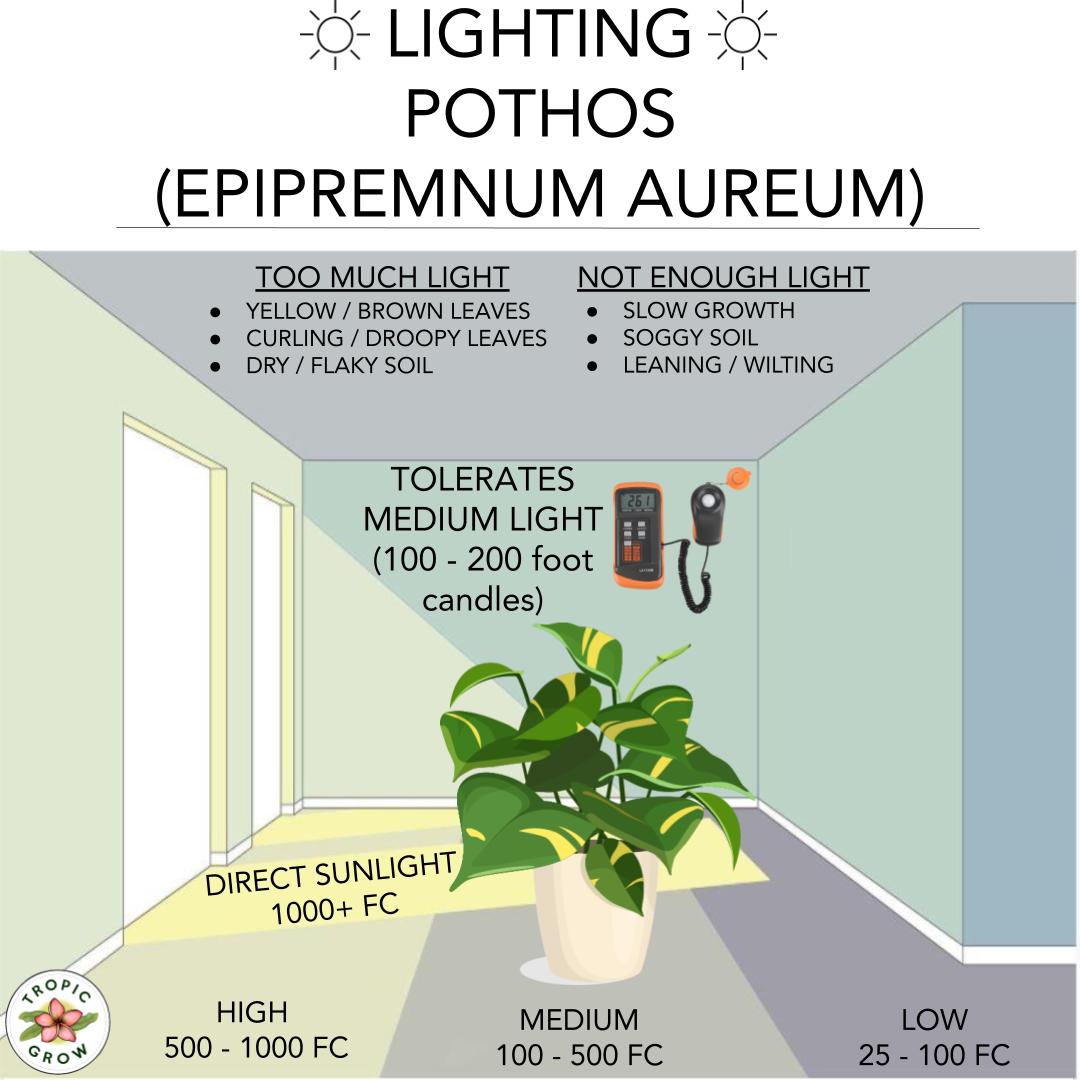 LIGHTING
POTHOS
(EPIPREMNUM AUREUM)
TOO MUCH LIGHT
• YELLOW / BROWN LEAVES
• CURLING / DROOPY LEAVES
• DRY / FLAKY SOIL
NOT ENOUGH LIGHT
• SLOW GROWTH
• SOGGY SOIL
• LEANING / WILTING
TOLERATES
MEDIUM LIGHT
(100 - 200 foot
candles)
261
DIRECT SUNLIGHT
1000+ FC
HIGH
500 - 1000 FC
MEDIUM
100 - 500 FC
LOW
25 - 100 FC
TROPIC
GROW